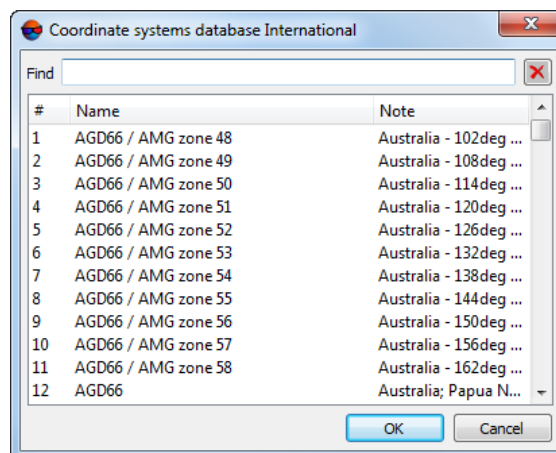 Coordinate systems database International
Find
# Name Note
1 AGD66 / AMG zone 48 Australia - 102deg ...
2 AGD66 / AMG zone 49 Australia - 108deg ...
3 AGD66 / AMG zone 50 Australia - 114deg ...
4 AGD66 / AMG zone 51 Australia - 120deg ...
5 AGD66 / AMG zone 52 Australia - 126deg ...
6 AGD66 / AMG zone 53 Australia - 132deg ...
7 AGD66 / AMG zone 54 Australia - 138deg ...
8 AGD66 / AMG zone 55 Australia - 144deg ...
9 AGD66 / AMG zone 56 Australia - 150deg ...
10 AGD66 / AMG zone 57 Australia - 156deg ...
11 AGD66 / AMG zone 58 Australia - 162deg ...
12 AGD66 Australia; Papua N...
OK Cancel